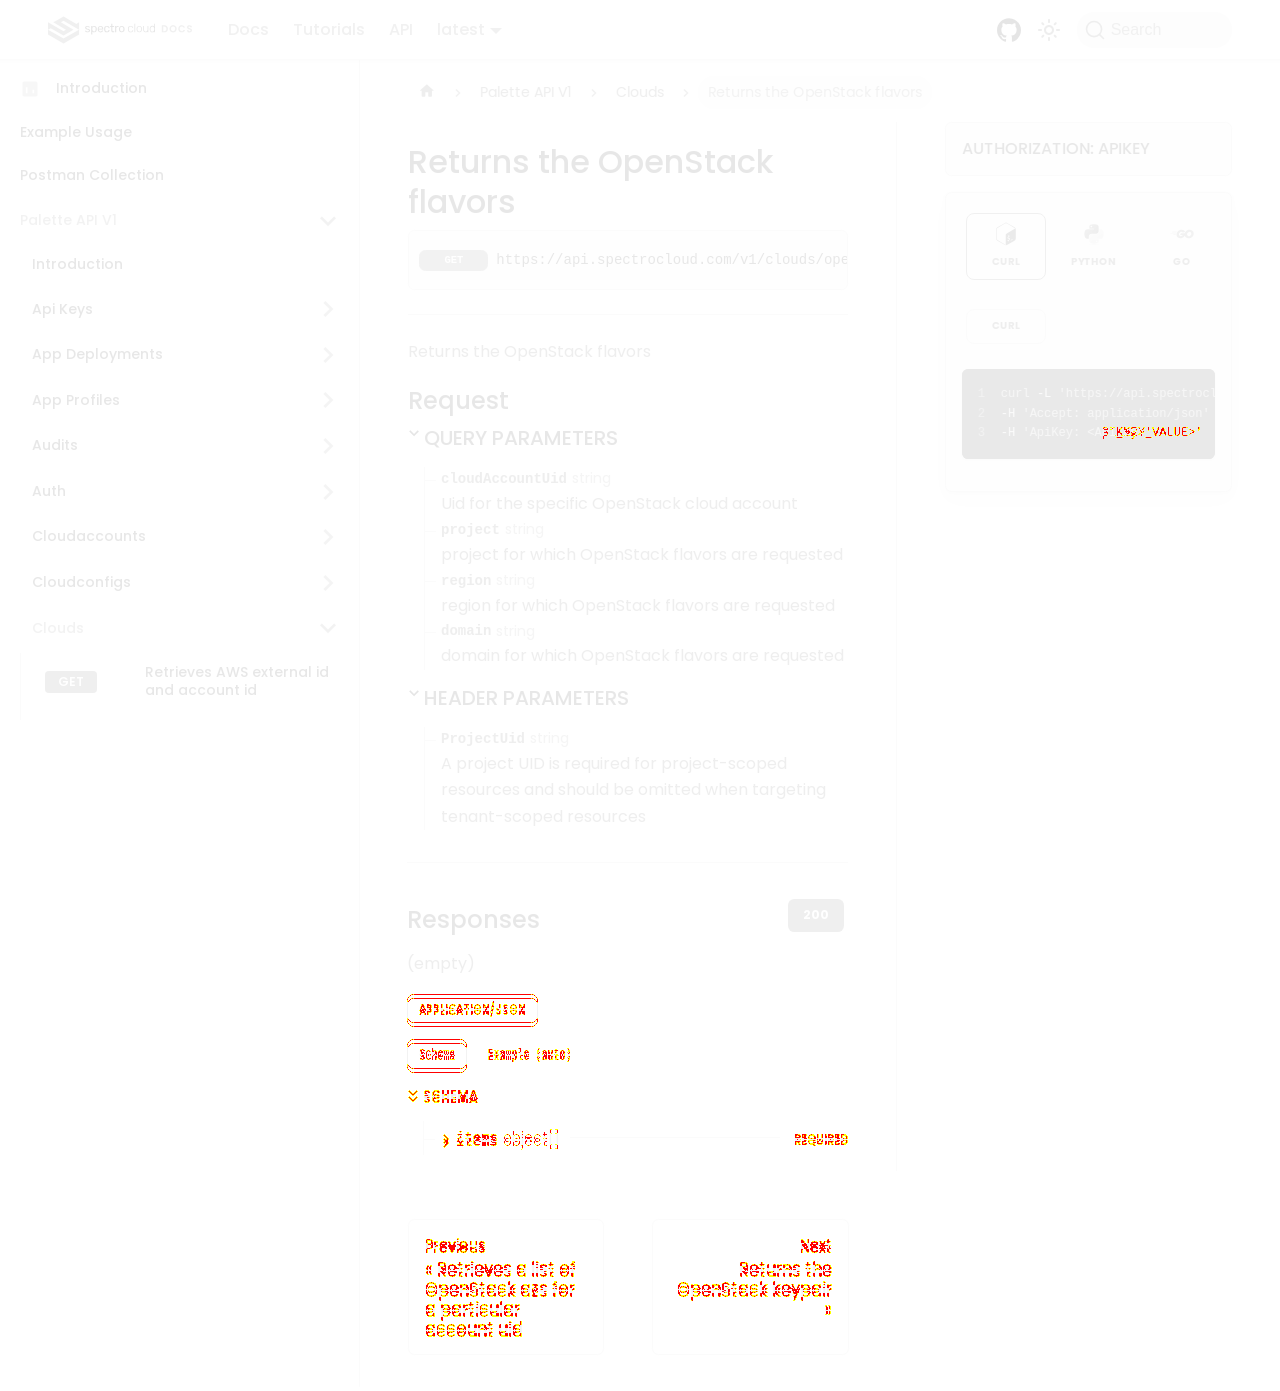 spectro cloud DOCS
Docs
Tutorials
API
latest
Search
Introduction
Example Usage
Postman Collection
Palette API V1
Introduction
Api Keys
App Deployments
App Profiles
Audits
Auth
Cloudaccounts
Cloudconfigs
Clouds
GET
Retrieves AWS external id
and account id
Palette API V1
Clouds
Returns the OpenStack flavors
Returns the OpenStack
flavors
GET https://api.spectrocloud.com/v1/clouds/ope
Returns the OpenStack flavors
Request
QUERY PARAMETERS
cloudAccountUid string
Uid for the specific OpenStack cloud account
project string
project for which OpenStack flavors are requested
region string
region for which OpenStack flavors are requested
domain string
domain for which OpenStack flavors are requested
HEADER PARAMETERS
ProjectUid string
A project UID is required for project-scoped
resources and should be omitted when targeting
tenant-scoped resources
Responses
200
(empty)
APPLICATION/JSON
Schema
Example (auto)
SCHEMA
items object[]
REQUIRED
Previous
« Retrieves a list of
OpenStack azs for
a particular
account uid
Next
Returns the
OpenStack keypair
»
AUTHORIZATION: APIKEY
CURL
PYTHON
GO
GO
CURL
1 curl -L 'https://api.spectrocl
2 -H 'Accept: application/json'
3 -H 'ApiKey: